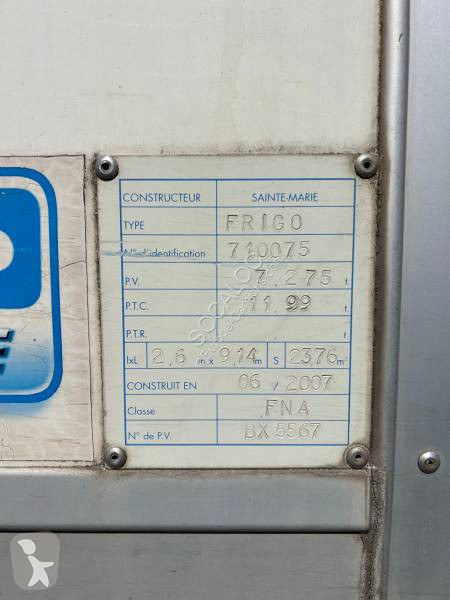 CONSTRUCTEUR SAINTE-MARIE
TYPE FRIGO
N° d'identification 710075
P.V. 7,275 t.
P.T.C. 11,99 t.
P.T.R. , t.
lxL 2,6 m x 9,14 m S 23,76 m²
CONSTRUIT EN 06 / 2007
Classe FNA
N° de P.V. BX 5567